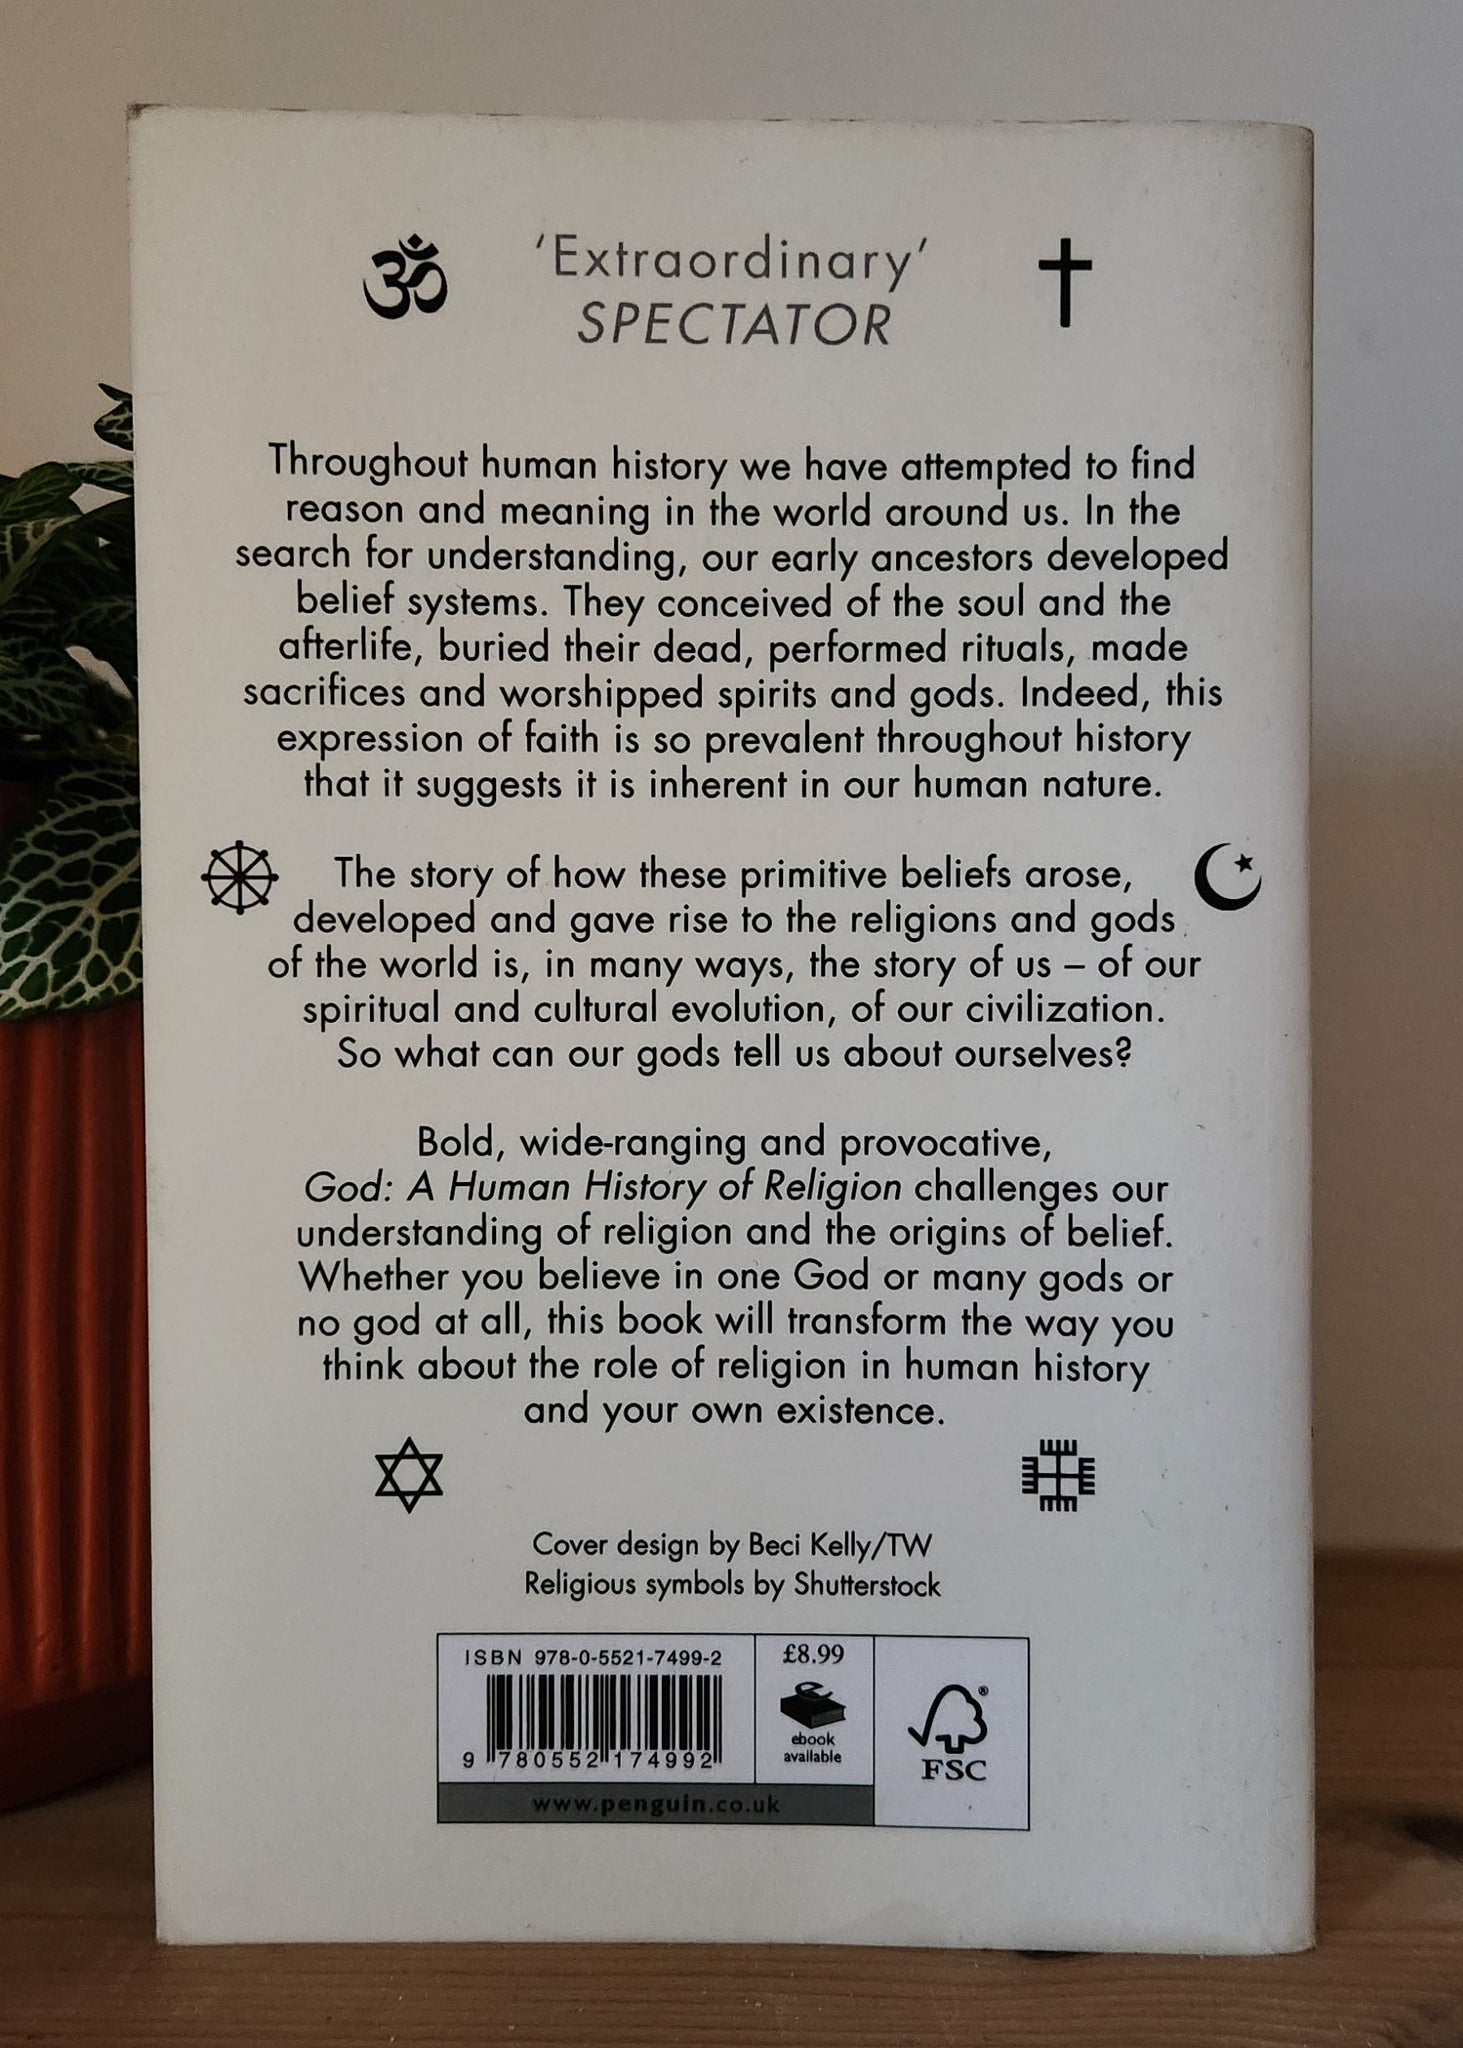 'Extraordinary'
SPECTATOR
Throughout human history we have attempted to find
reason and meaning in the world around us. In the
search for understanding, our early ancestors developed
belief systems. They conceived of the soul and the
afterlife, buried their dead, performed rituals, made
sacrifices and worshipped spirits and gods. Indeed, this
expression of faith is so prevalent throughout history
that it suggests it is inherent in our human nature.
The story of how these primitive beliefs arose,
developed and gave rise to the religions and gods
of the world is, in many ways, the story of us – of our
spiritual and cultural evolution, of our civilization.
So what can our gods tell us about ourselves?
Bold, wide-ranging and provocative,
God: A Human History of Religion challenges our
understanding of religion and the origins of belief.
Whether you believe in one God or many gods or
no god at all, this book will transform the way you
think about the role of religion in human history
and your own existence.
Cover design by Beci Kelly/TW
Religious symbols by Shutterstock
ISBN 978-0-5521-7499-2
9 780552 174992
£8.99
ebook
available
FSC
®
www.penguin.co.uk